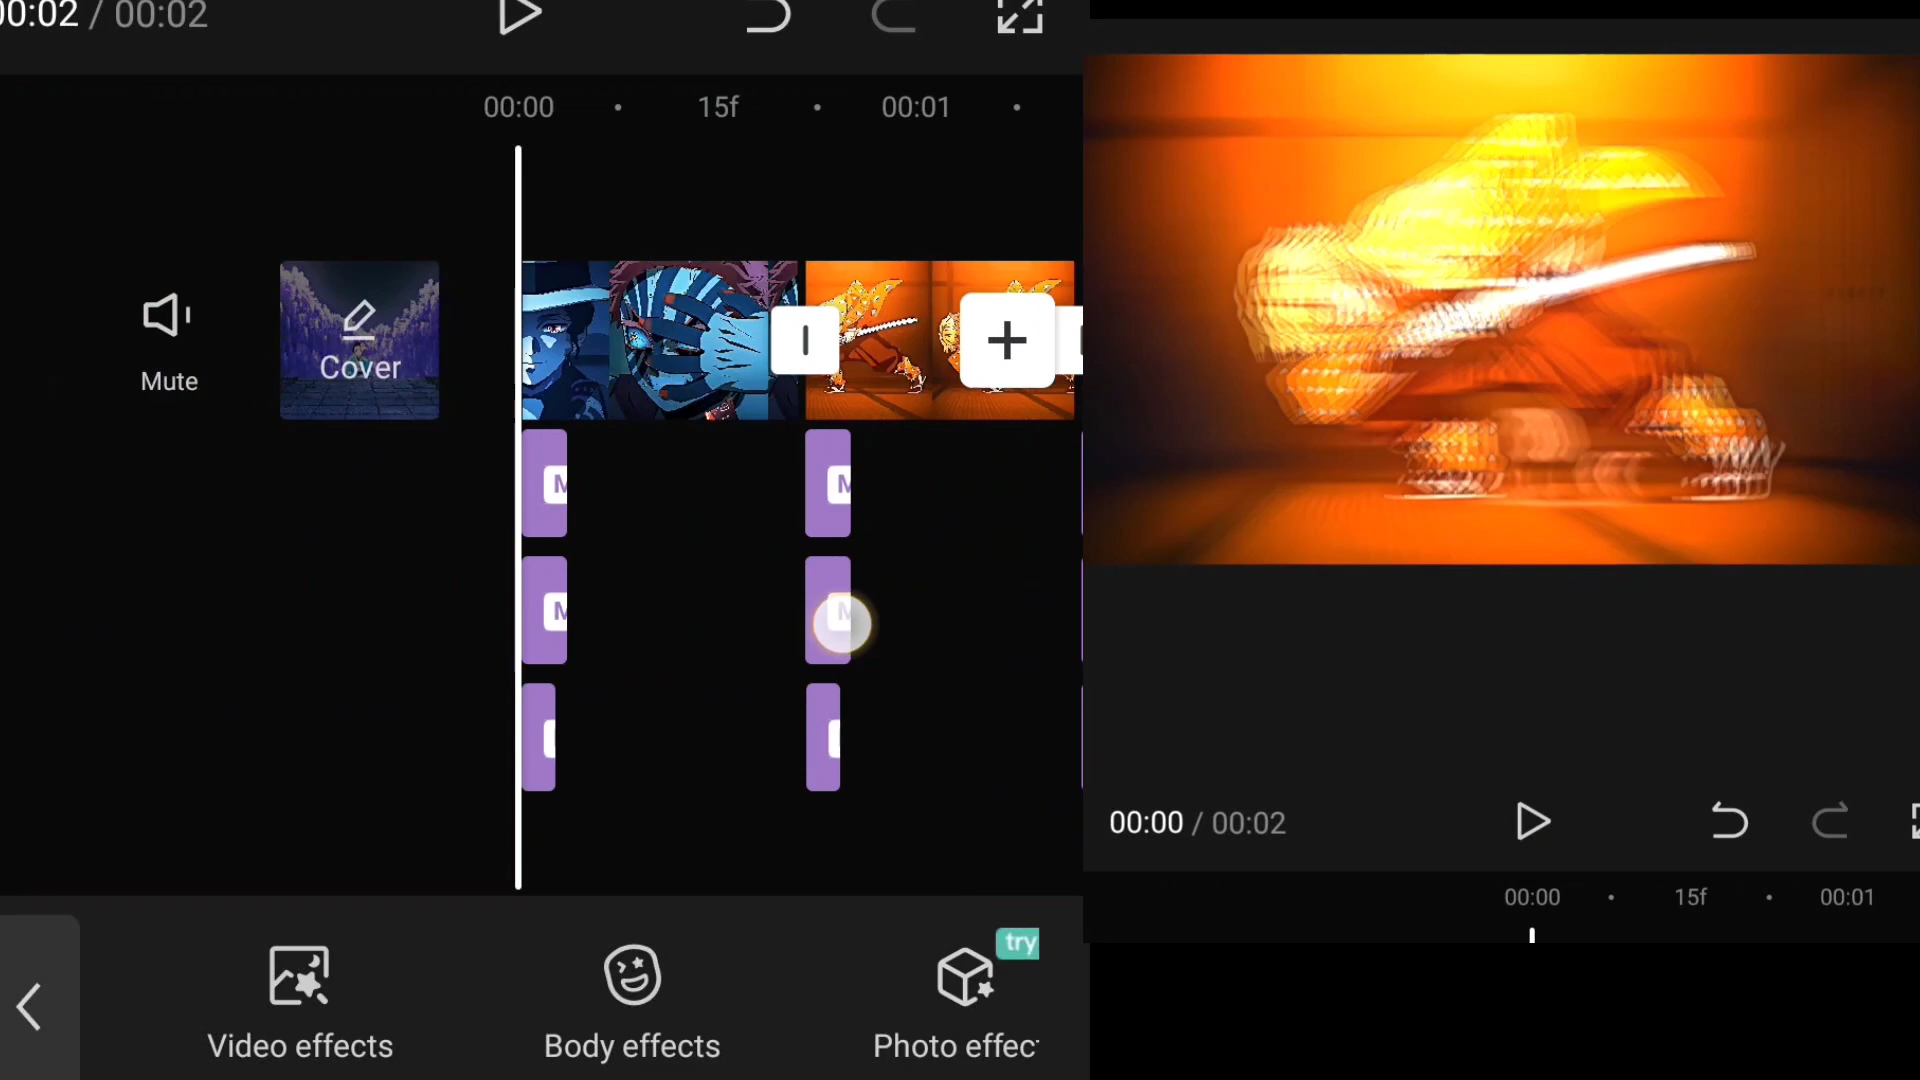 00:02 / 00:02
00:00 15f 00:01
Mute
Cover
M M
M M
try
Video effects
Body effects
Photo effec
00:00 / 00:02
00:00 15f 00:01